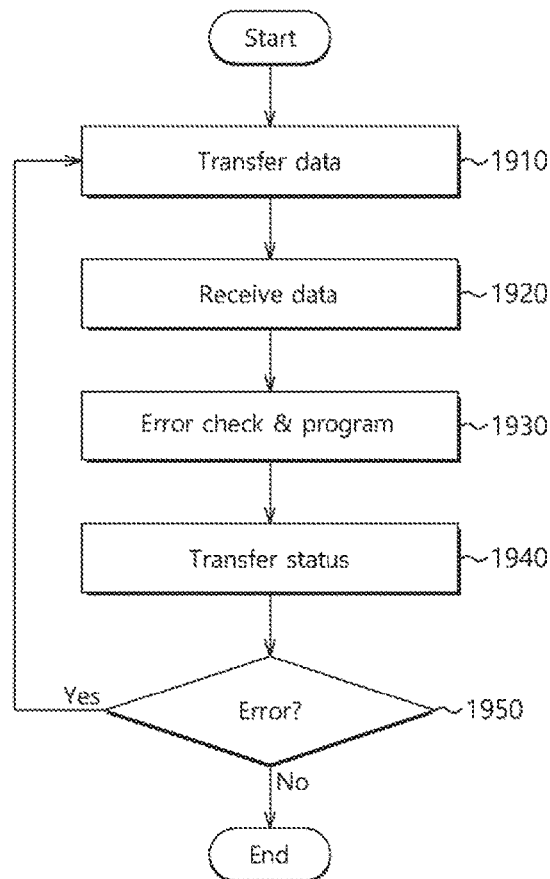 Start
Transfer data 1910
Receive data 1920
Error check & program 1930
Transfer status 1940
Yes
Error? 1950
No
End